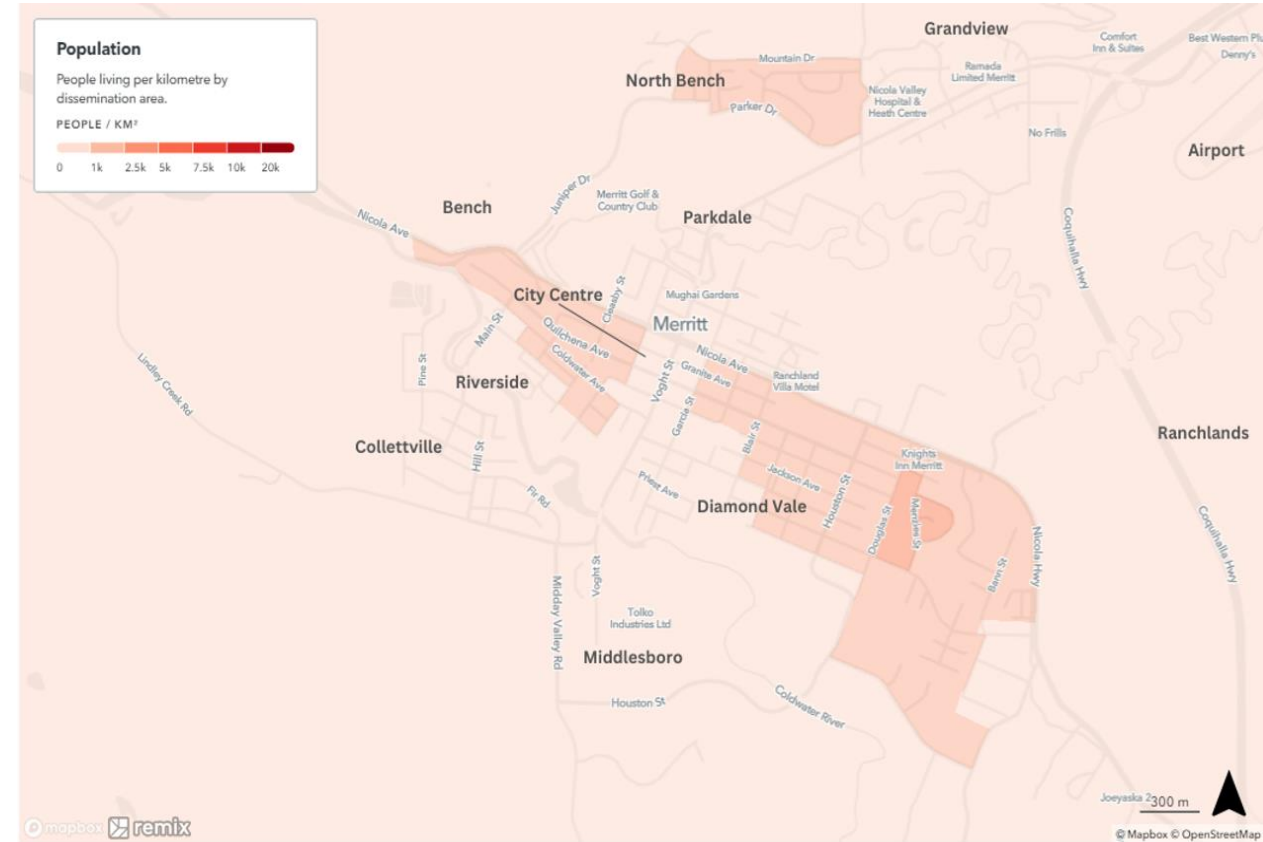 Population
People living per kilometre by
dissemination area.
PEOPLE / KM²
0 1k 2.5k 5k 7.5k 10k 20k
Grandview
Comfort
Inn & Suites
Best Western Plu
Denny's
Mountain Dr
Ramada
Limited Merritt
North Bench
Nicola Valley
Hospital &
Heath Centre
Parker Dr
No Frills
Airport
Juniper Dr
Merritt Golf &
Country Club
Bench
Parkdale
Nicola Ave
Coquihalla Hwy
City Centre
Cleasby St
Mughai Gardens
Merritt
Main St
Quilchena Ave
Coldwater Ave
Nicola Ave
Granite Ave
Voght St
Ranchland
Villa Motel
Lindley Creek Rd
Pine St
Riverside
Garcia St
Collettville
Hill St
Blair St
Ranchlands
Knights
Inn Merritt
Jackson Ave
Houston St
Priest Ave
Fir Rd
Diamond Vale
Douglas St
Menzies St
Nicola Hwy
Coquihalla Hwy
Bann St
Voght St
Midday Valley Rd
Tolko
Industries Ltd
Middlesboro
Houston St
Coldwater River
Joeyaska 2
300 m
mapbox remix
© Mapbox © OpenStreetMap